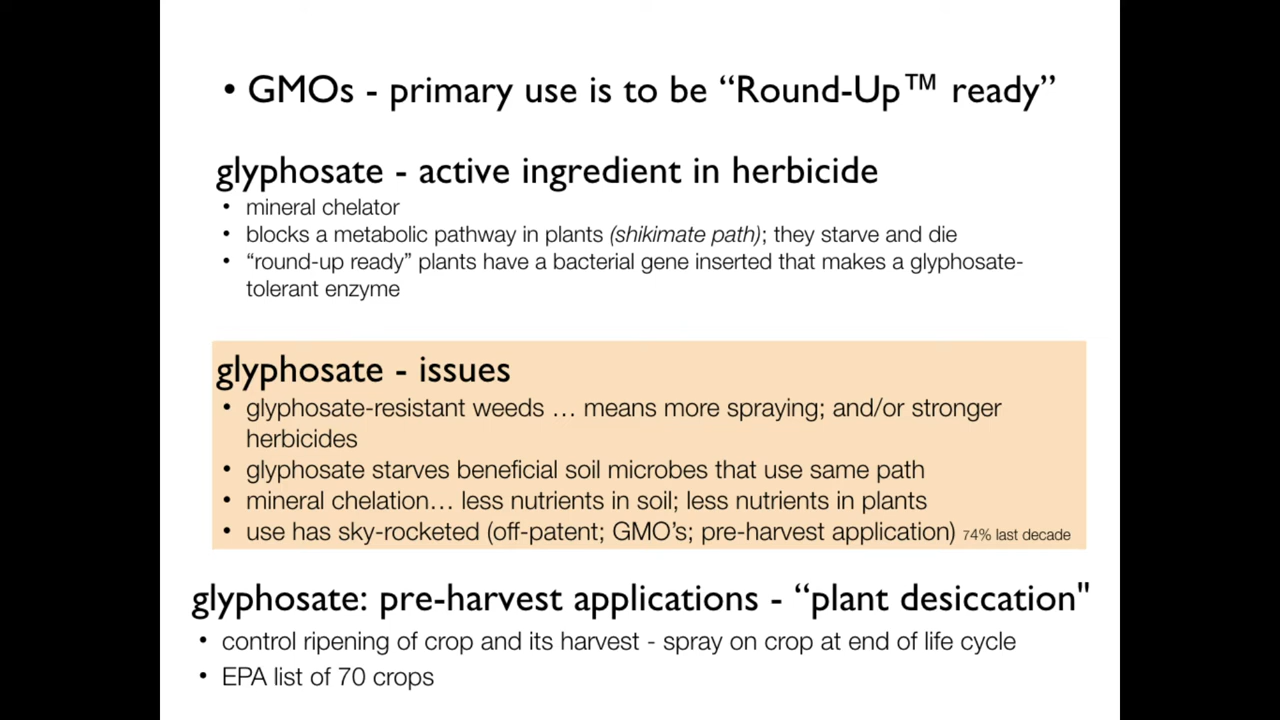 • GMOs - primary use is to be “Round-Up™ ready”
glyphosate - active ingredient in herbicide
• mineral chelator
• blocks a metabolic pathway in plants (shikimate path); they starve and die
• “round-up ready” plants have a bacterial gene inserted that makes a glyphosate-
tolerant enzyme
glyphosate - issues
• glyphosate-resistant weeds … means more spraying; and/or stronger
herbicides
• glyphosate starves beneficial soil microbes that use same path
• mineral chelation… less nutrients in soil; less nutrients in plants
• use has sky-rocketed (off-patent; GMO’s; pre-harvest application) 74% last decade
glyphosate: pre-harvest applications - “plant desiccation"
• control ripening of crop and its harvest - spray on crop at end of life cycle
• EPA list of 70 crops